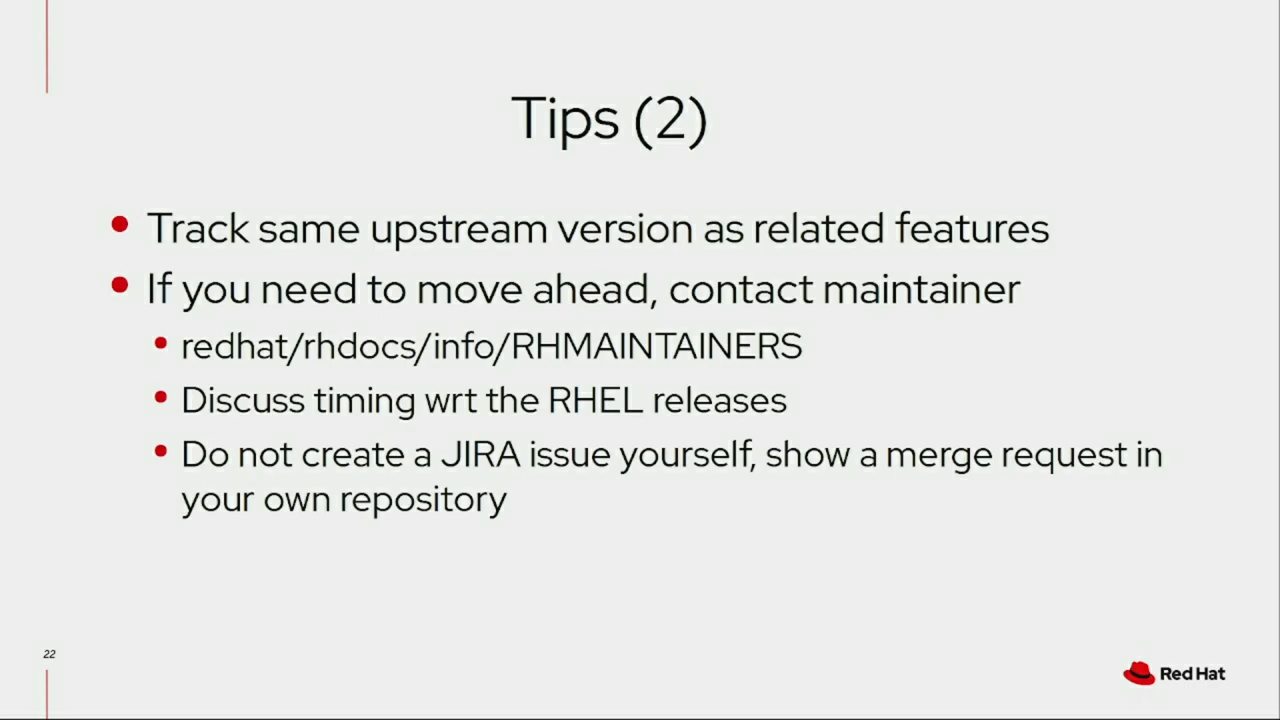 Tips (2)
Track same upstream version as related features
If you need to move ahead, contact maintainer
redhat/rhdocs/info/RHMAINTAINERS
Discuss timing wrt the RHEL releases
Do not create a JIRA issue yourself, show a merge request in
your own repository
22
Red Hat